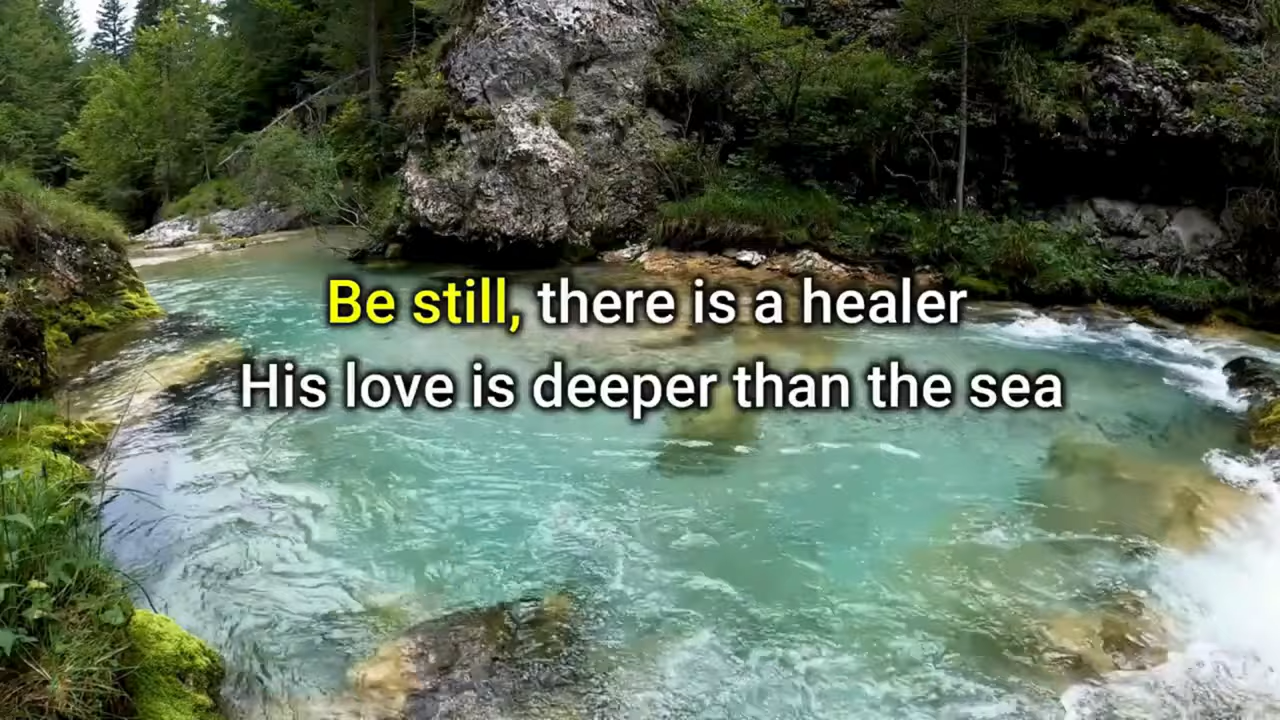 Be still, there is a healer
His love is deeper than the sea